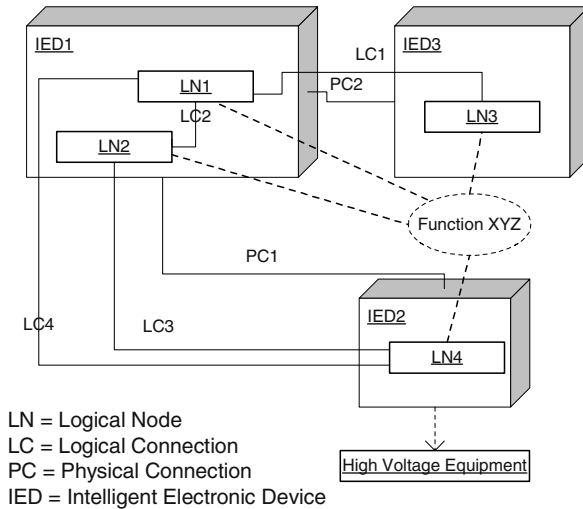 IED1
IED3
LC1
LN1
PC2
LC2
LN3
LN2
Function XYZ
PC1
IED2
LC4
LC3
LN4
LN = Logical Node
LC = Logical Connection
PC = Physical Connection
IED = Intelligent Electronic Device
High Voltage Equipment